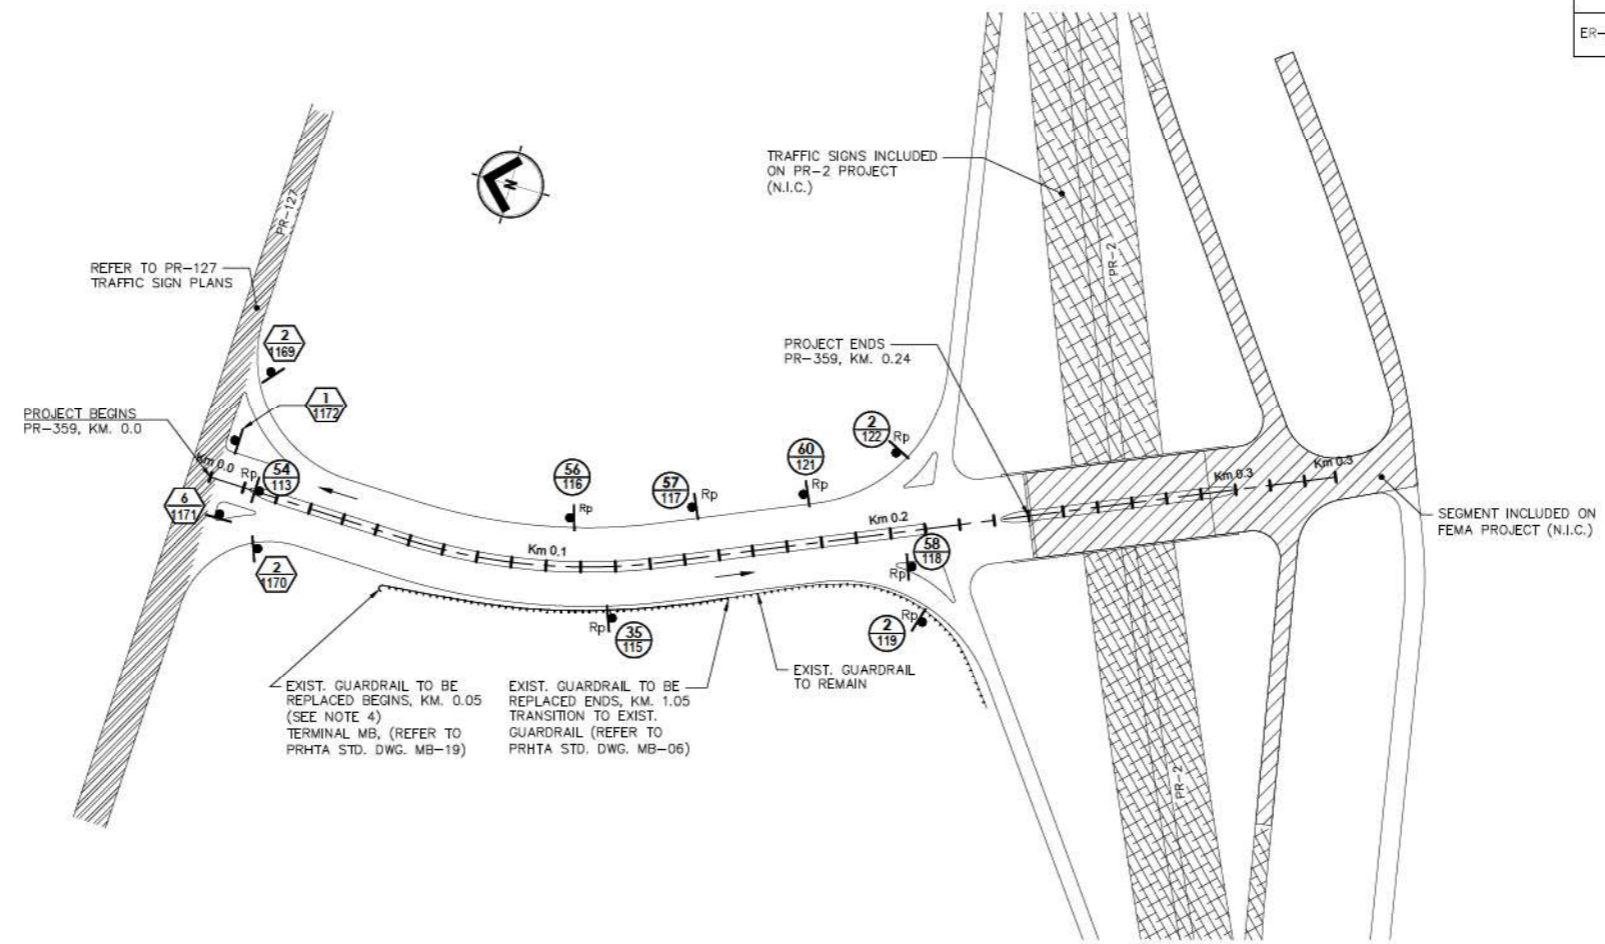 ER-
TRAFFIC SIGNS INCLUDED
ON PR-2 PROJECT
(N.I.C.)
PR-127
PR-2
REFER TO PR-127
TRAFFIC SIGN PLANS
N
2
1169
PROJECT ENDS
PR-359, KM. 0.24
1
1172
PROJECT BEGINS
PR-359, KM. 0.0
2
122
Rp
60
121
Rp
Km 0.0
Rp
54
113
56
116
Rp
57
117
Rp
Km 0.3
Km 0.3
6
1171
Km 0.2
SEGMENT INCLUDED ON
FEMA PROJECT (N.I.C.)
Km 0.1
58
118
Rp
2
1170
Rp
35
115
Rp
2
119
EXIST. GUARDRAIL
TO REMAIN
EXIST. GUARDRAIL TO BE
REPLACED BEGINS, KM. 0.05
(SEE NOTE 4)
TERMINAL MB, (REFER TO
PRHTA STD. DWG. MB-19)
EXIST. GUARDRAIL TO BE
REPLACED ENDS, KM. 1.05
TRANSITION TO EXIST.
GUARDRAIL (REFER TO
PRHTA STD. DWG. MB-06)
PR-2